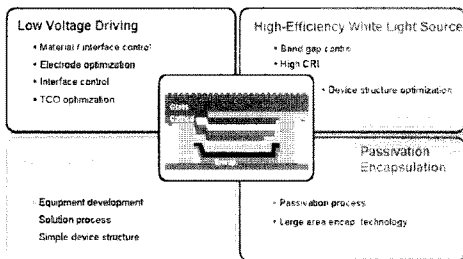 Low Voltage Driving
• Material / interface control
• Electrode optimization
• Interface control
• TCO ophmization
High-Efficiency White Light Source
• Band gap contro
• High CRI
• Device structure optimization
Equipment development
Solution process
Simple device structure
Passivation
Encapsulation
• Passivation process
• Large area encap. technology